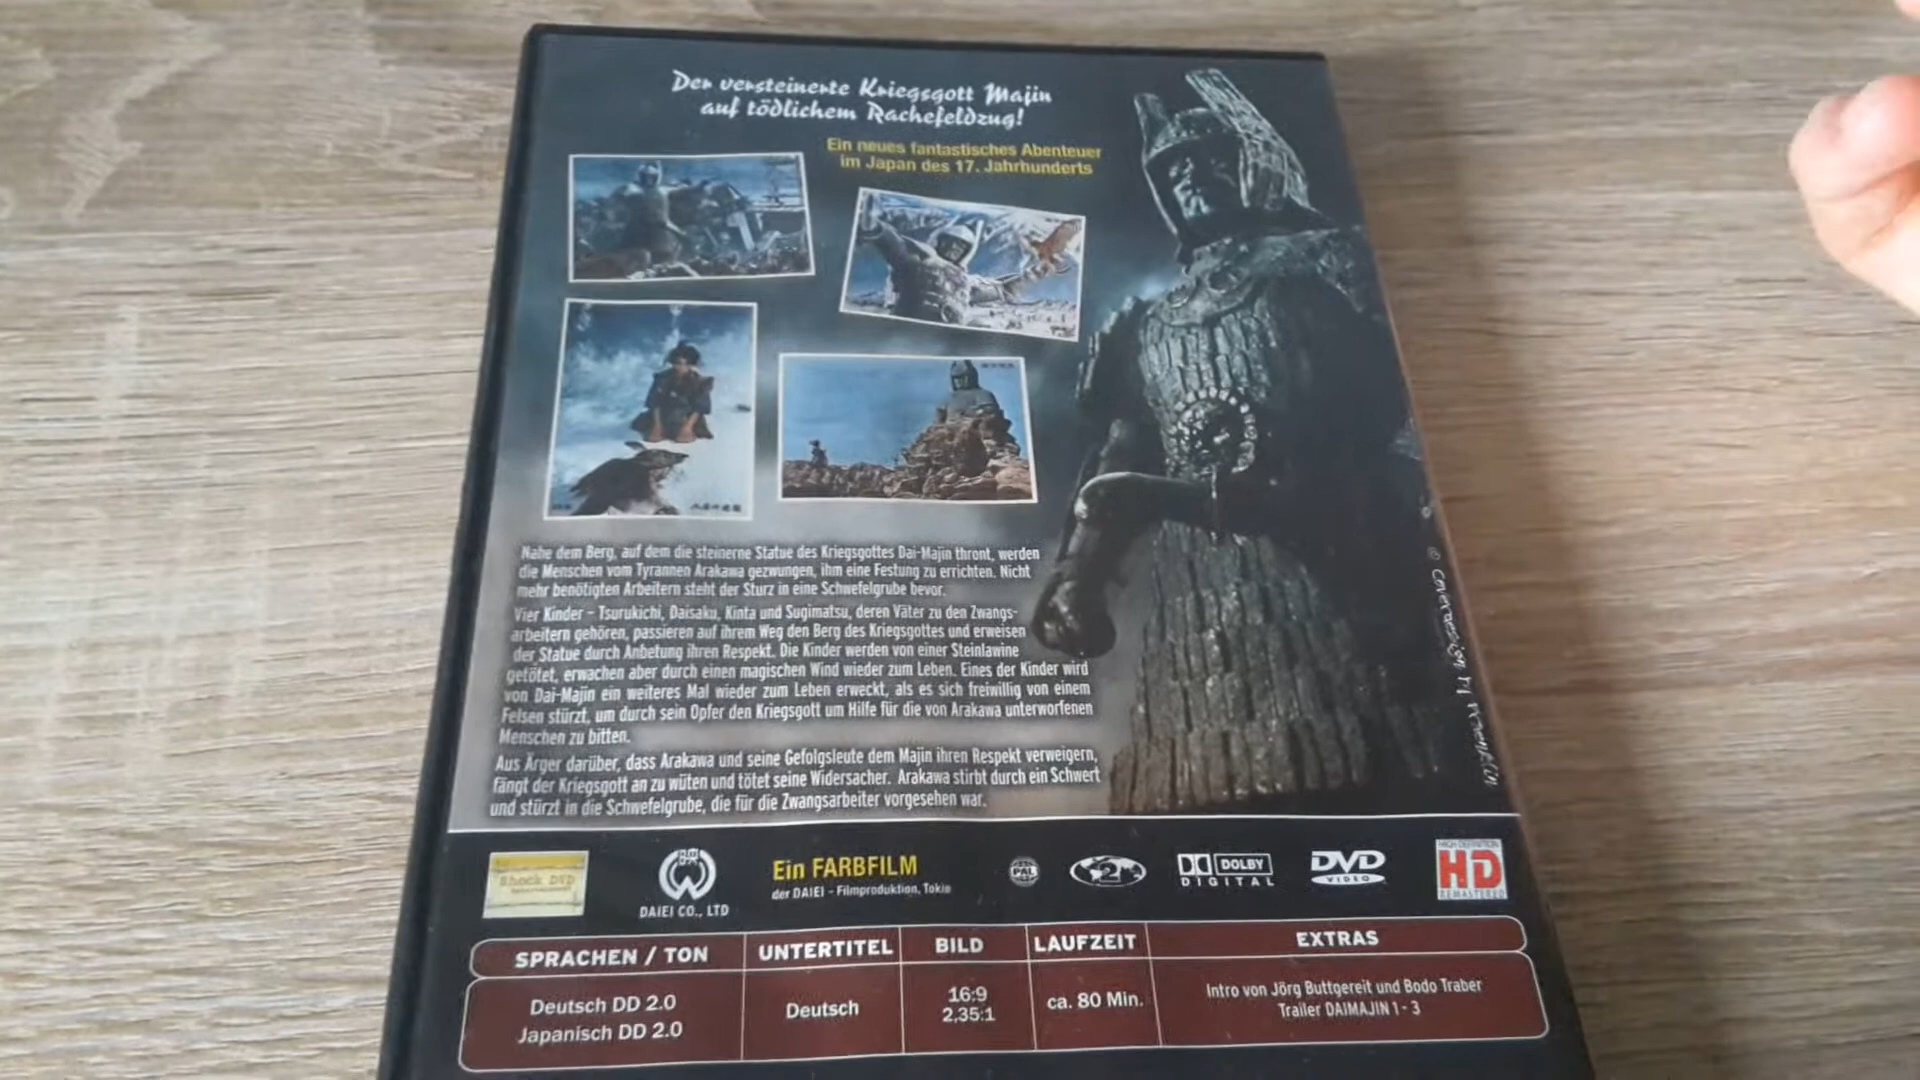 Der versteinerte Kriegsgott Majin
auf tödlichem Rachefeldzug!
Ein neues fantastisches Abenteuer
im Japan des 17. Jahrhunderts
Nahe dem Berg, auf dem die steinerne Statue des Kriegsgottes Dai-Majin thront, werden
die Menschen vom Tyrannen Arakawa gezwungen, ihm eine Festung zu errichten. Nicht
mehr benötigten Arbeitern steht der Sturz in eine Schwefelgrube bevor.
Vier Kinder – Tsurukichi, Daisaku, Kinta und Sugimatsu, deren Väter zu den Zwangs-
arbeitern gehören, passieren auf ihrem Weg den Berg des Kriegsgottes und erweisen
der Statue durch Anbetung ihren Respekt. Die Kinder werden von einer Steinlawine
getötet, erwachen aber durch einen magischen Wind wieder zum Leben. Eines der Kinder wird
von Dai-Majin ein weiteres Mal wieder zum Leben erweckt, als es sich freiwillig von einem
Felsen stürzt, um durch sein Opfer den Kriegsgott um Hilfe für die von Arakawa unterworfenen
Menschen zu bitten.
Aus Ärger darüber, dass Arakawa und seine Gefolgsleute dem Majin ihren Respekt verweigern,
fängt der Kriegsgott an zu wüten und tötet seine Widersacher. Arakawa stirbt durch ein Schwert
und stürzt in die Schwefelgrube, die für die Zwangsarbeiter vorgesehen war.
Shock DVD
DAIEI CO., LTD
Ein FARBFILM
der DAIEI - Filmproduktion, Tokio
PAL
2
DOLBY
DIGITAL
DVD
VIDEO
HIGH DEFINITION
HD
REMASTERED
SPRACHEN / TON
UNTERTITEL
BILD
LAUFZEIT
EXTRAS
Deutsch DD 2.0
Japanisch DD 2.0
Deutsch
16:9
2,35:1
ca. 80 Min.
Intro von Jörg Buttgereit und Bodo Traber
Trailer DAIMAJIN 1 - 3